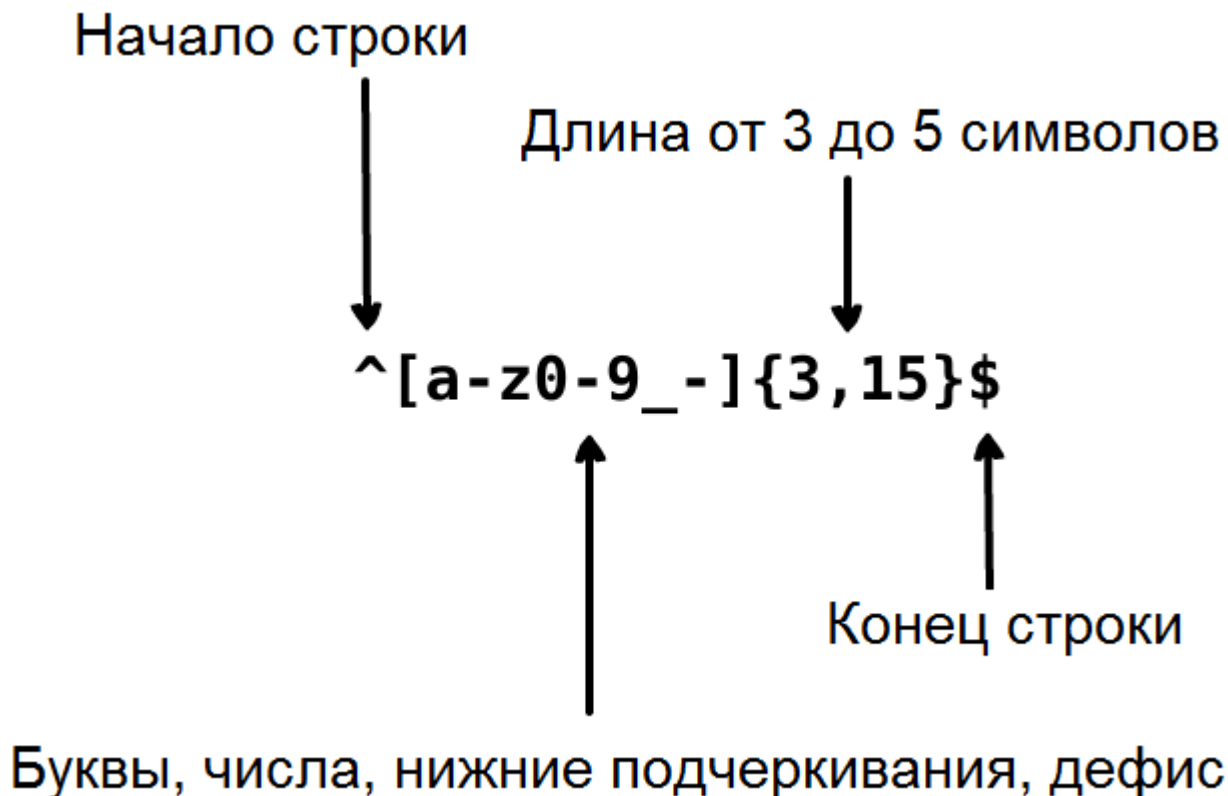 Начало строки
Длина от 3 до 5 символов
^[a-z0-9_-]{3,15}$
Конец строки
Буквы, числа, нижние подчеркивания, дефис